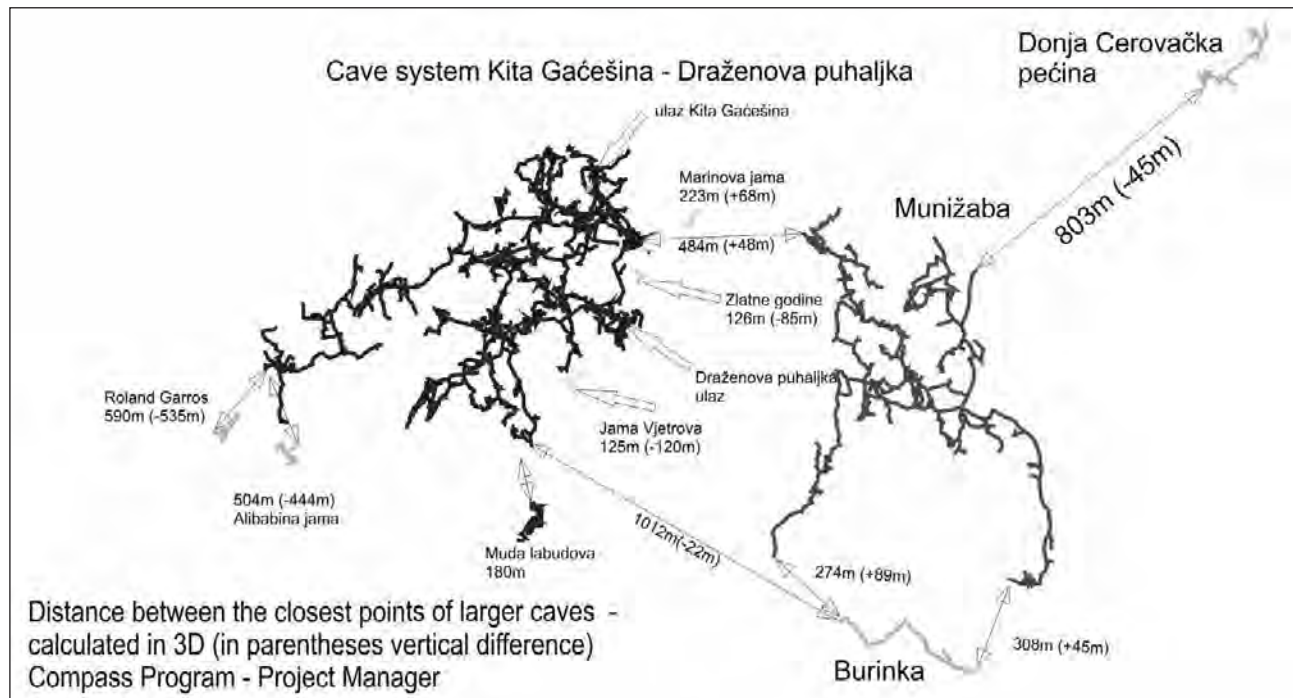 Donja Cerovačka
pećina
Cave system Kita Gaćešina - Draženova puhaljka
ulaz Kita Gaćešina
Marinova jama
223m (+68m)
803m (-45m)
Munižaba
484m (+48m)
Zlatne godine
126m (-85m)
Draženova puhaljka
ulaz
Roland Garros
590m (-535m)
Jama Vjetrova
125m (-120m)
504m (-444m)
Alibabina jama
1012m(-22m)
Muda labudova
180m
274m (+89m)
308m (+45m)
Burinka
Distance between the closest points of larger caves -
calculated in 3D (in parentheses vertical difference)
Compass Program - Project Manager